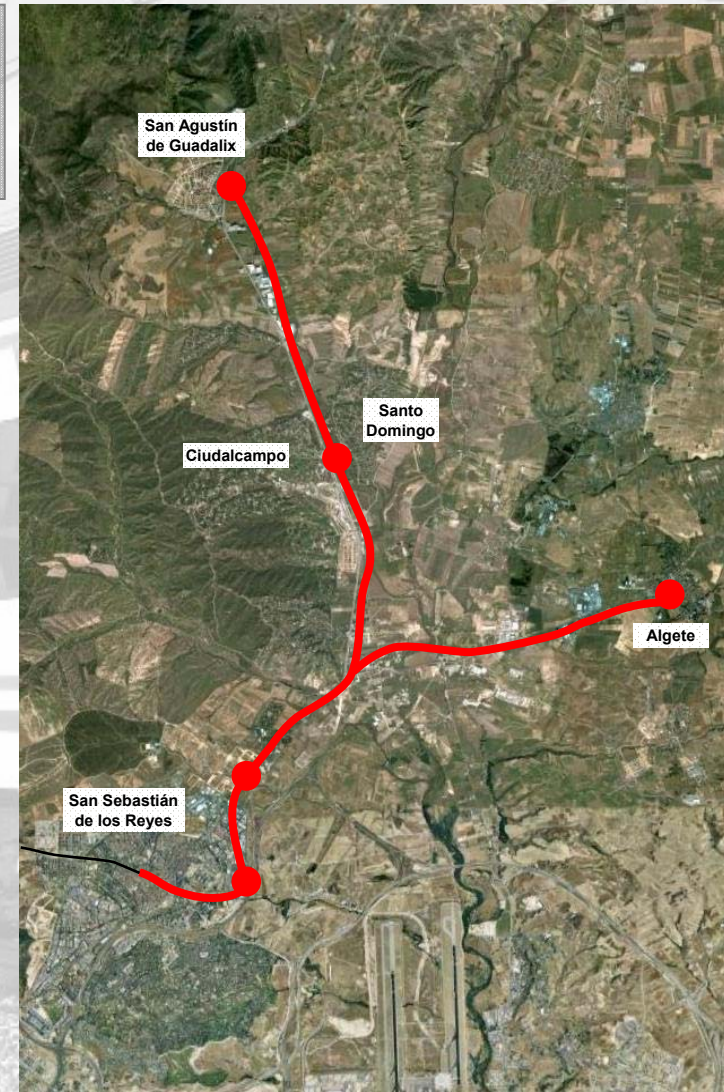 San Agustín
de Guadalix
Santo
Domingo
Ciudalcampo
Algete
San Sebastián
de los Reyes